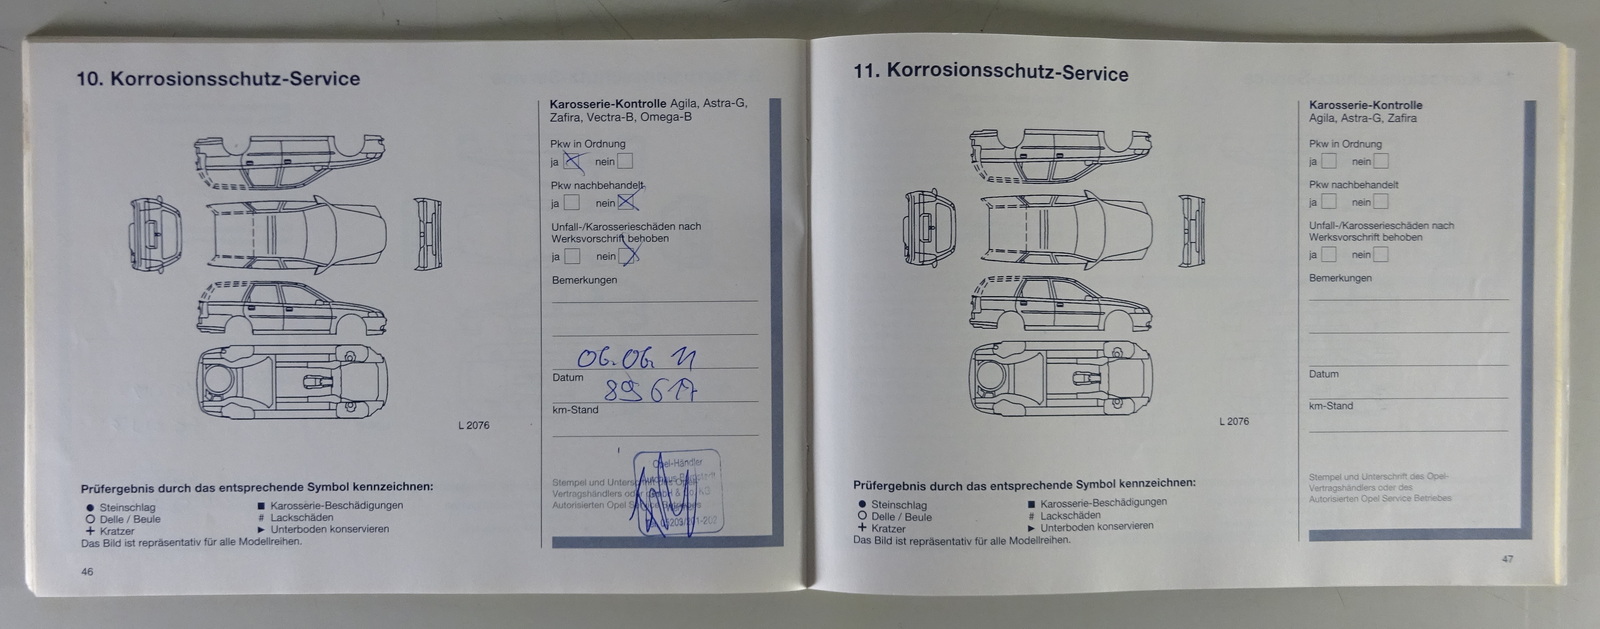 10. Korrosionsschutz-Service
Karosserie-Kontrolle Agila, Astra-G,
Zafira, Vectra-B, Omega-B
Pkw in Ordnung
ja nein
Pkw nachbehandelt
ja nein
Unfall-/Karosserieschäden nach
Werksvorschrift behoben
ja nein
Bemerkungen
06.06.11
Datum
89617
km-Stand
L 2076
Opel-Händler
Stempel und Unterschrift des Opel-
Vertragshändlers oder
Autorisierten Opel Service Betriebes
Prüfergebnis durch das entsprechende Symbol kennzeichnen:
● Steinschlag
○ Delle / Beule
+ Kratzer
■ Karosserie-Beschädigungen
# Lackschäden
► Unterboden konservieren
Das Bild ist repräsentativ für alle Modellreihen.
46
11. Korrosionsschutz-Service
Karosserie-Kontrolle
Agila, Astra-G, Zafira
Pkw in Ordnung
ja nein
Pkw nachbehandelt
ja nein
Unfall-/Karosserieschäden nach
Werksvorschrift behoben
ja nein
Bemerkungen
Datum
km-Stand
L 2076
Stempel und Unterschrift des Opel-
Vertragshändlers oder des
Autorisierten Opel Service Betriebes
Prüfergebnis durch das entsprechende Symbol kennzeichnen:
● Steinschlag
○ Delle / Beule
+ Kratzer
■ Karosserie-Beschädigungen
# Lackschäden
► Unterboden konservieren
Das Bild ist repräsentativ für alle Modellreihen.
47